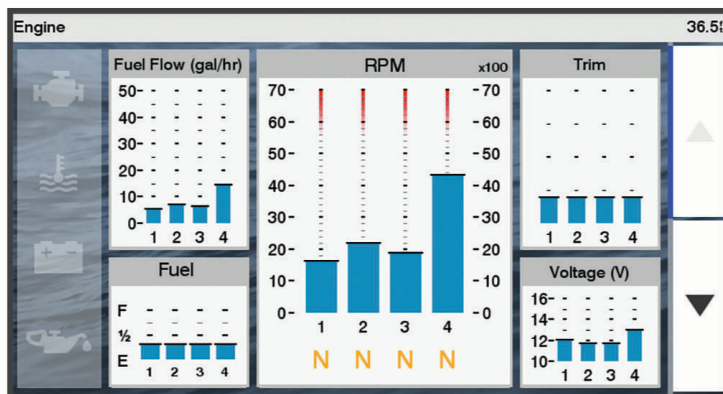 Engine 36.5
Fuel Flow (gal/hr)
50-
40-
30-
20-
10-
0-
1 2 3 4
RPM x100
70- -70
60- -60
50- -50
40- -40
30- -30
20- -20
10- -10
0- -0
1 2 3 4
N N N N
Trim
1 2 3 4
Fuel
F
½
E
1 2 3 4
Voltage (V)
16-
14-
12-
10-
1 2 3 4